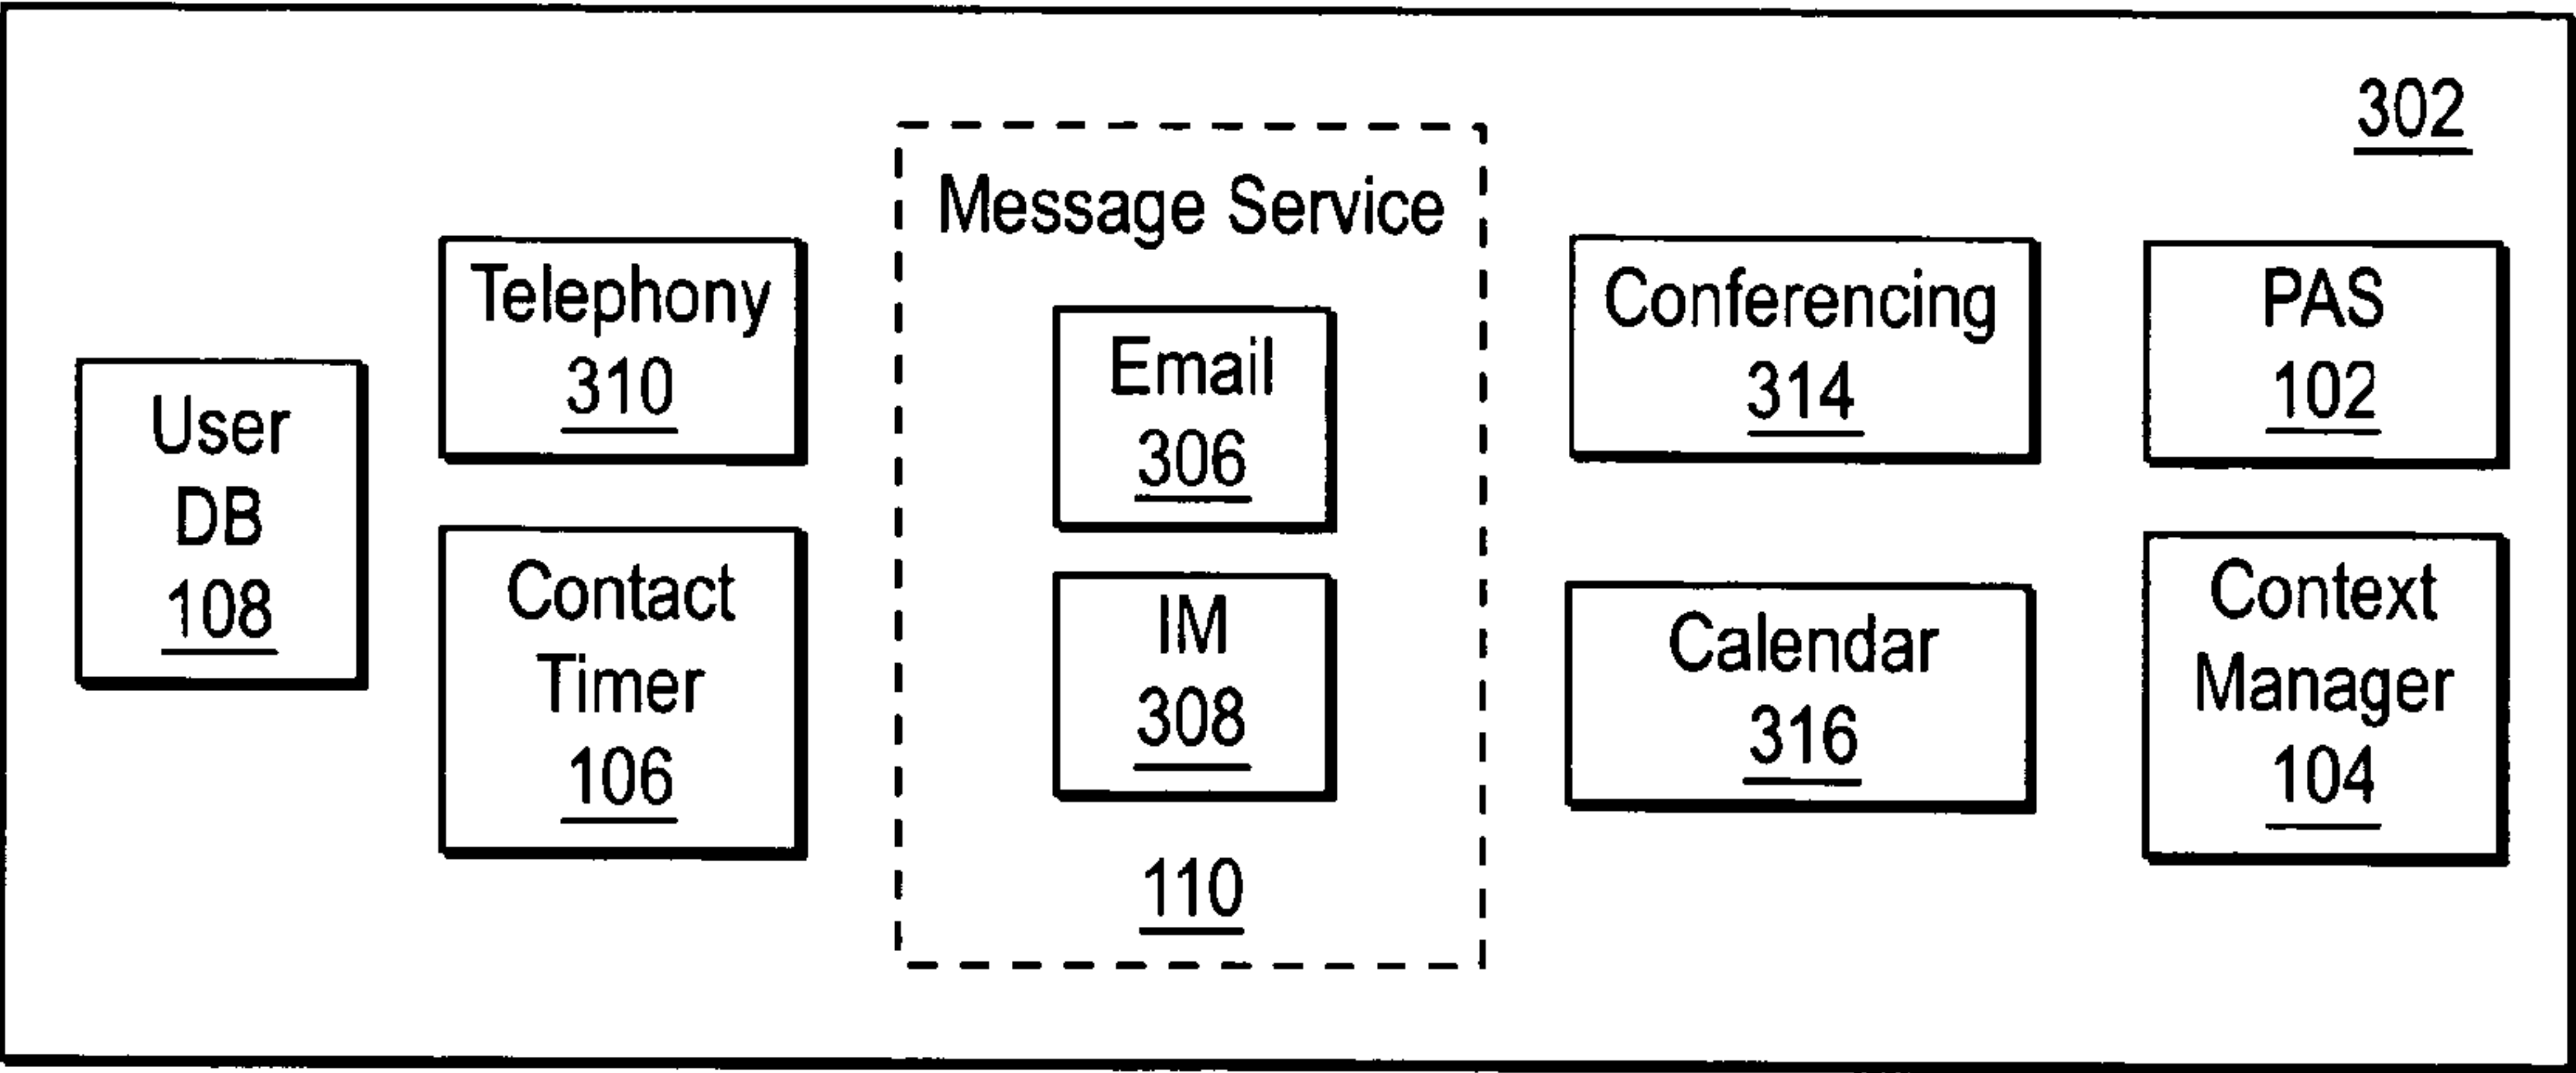 302
User
DB
108
Telephony
310
Contact
Timer
106
Message Service
Email
306
IM
308
110
Conferencing
314
Calendar
316
PAS
102
Context
Manager
104